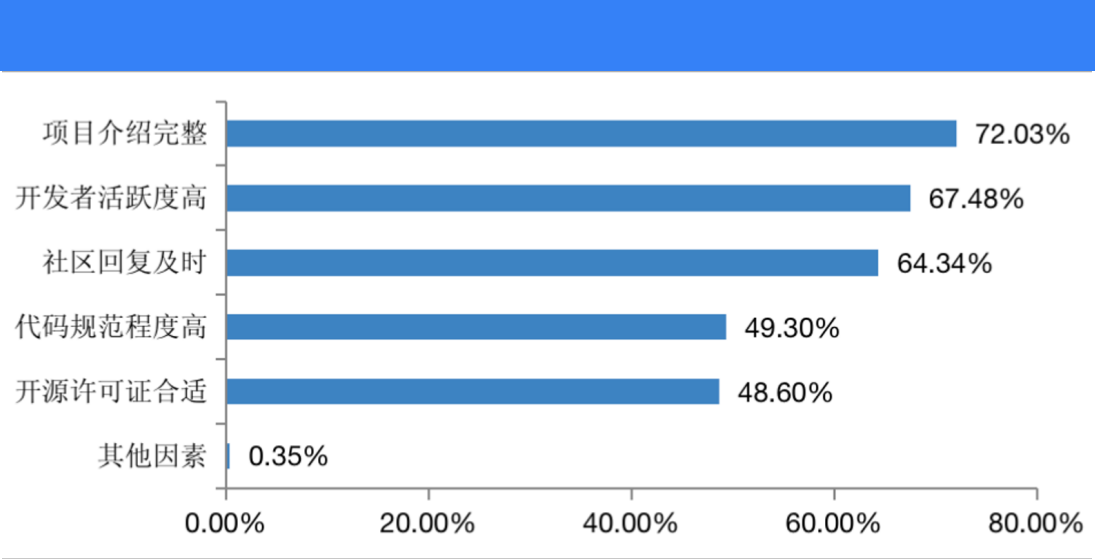 项目介绍完整 72.03%
开发者活跃度高 67.48%
社区回复及时 64.34%
代码规范程度高 49.30%
开源许可证合适 48.60%
其他因素 0.35%
0.00% 20.00% 40.00% 60.00% 80.00%